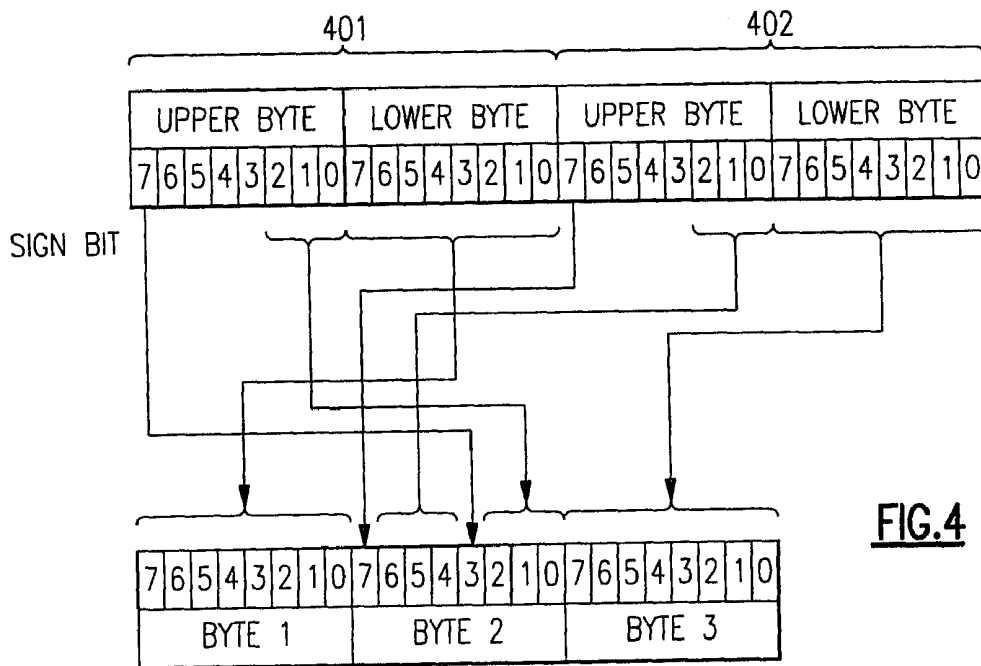 401 402
UPPER BYTE LOWER BYTE UPPER BYTE LOWER BYTE
7 6 5 4 3 2 1 0 7 6 5 4 3 2 1 0 7 6 5 4 3 2 1 0 7 6 5 4 3 2 1 0
SIGN BIT
FIG.4
7 6 5 4 3 2 1 0 7 6 5 4 3 2 1 0 7 6 5 4 3 2 1 0
BYTE 1 BYTE 2 BYTE 3